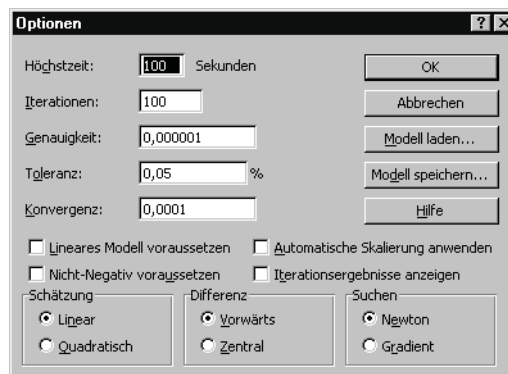 Optionen
Höchstzeit: 100 Sekunden OK
Iterationen: 100 Abbrechen
Genauigkeit: 0,000001 Modell laden...
Toleranz: 0,05 % Modell speichern...
Konvergenz: 0,0001 Hilfe
Lineares Modell voraussetzen Automatische Skalierung anwenden
Nicht-Negativ voraussetzen Iterationsergebnisse anzeigen
Schätzung Differenz Suchen
Linear Vorwärts Newton
Quadratisch Zentral Gradient